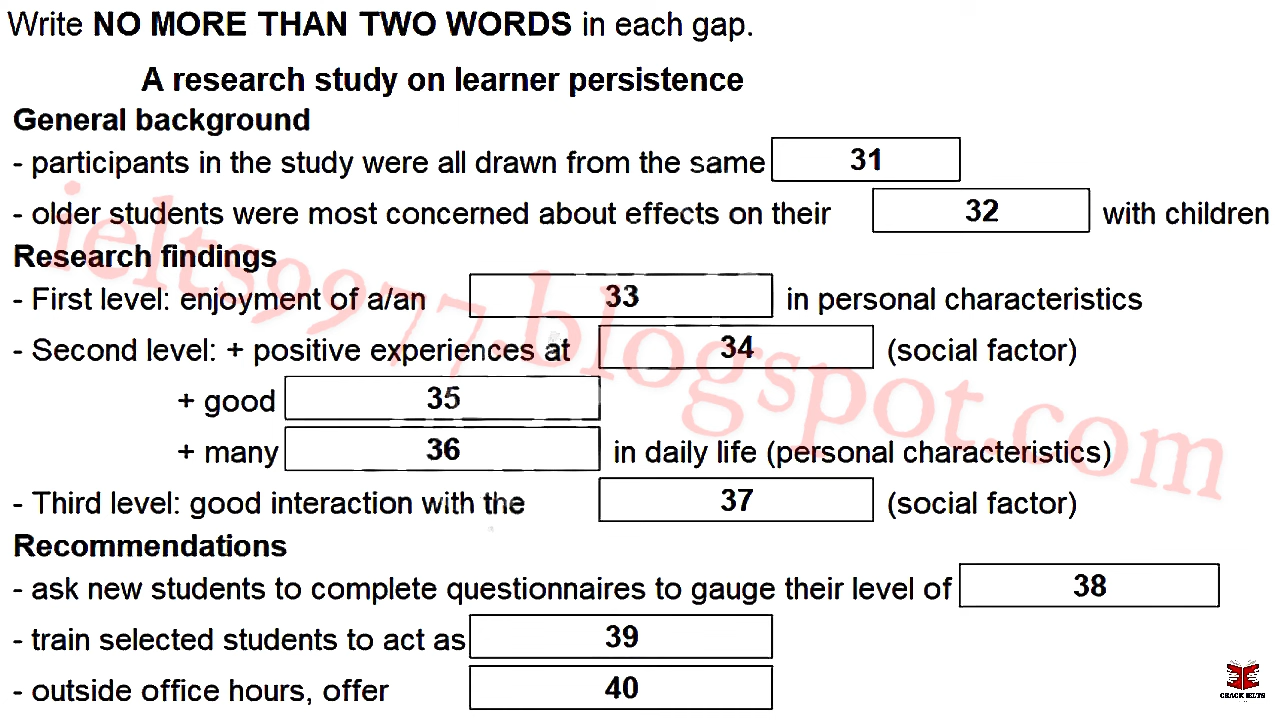 Write NO MORE THAN TWO WORDS in each gap.
A research study on learner persistence
General background
- participants in the study were all drawn from the same 31
- older students were most concerned about effects on their 32 with children
Research findings
- First level: enjoyment of a/an 33 in personal characteristics
- Second level: + positive experiences at 34 (social factor)
+ good 35
+ many 36 in daily life (personal characteristics)
- Third level: good interaction with the 37 (social factor)
Recommendations
- ask new students to complete questionnaires to gauge their level of 38
- train selected students to act as 39
- outside office hours, offer 40
ielts9977.blogspot.com
CRACK IELTS